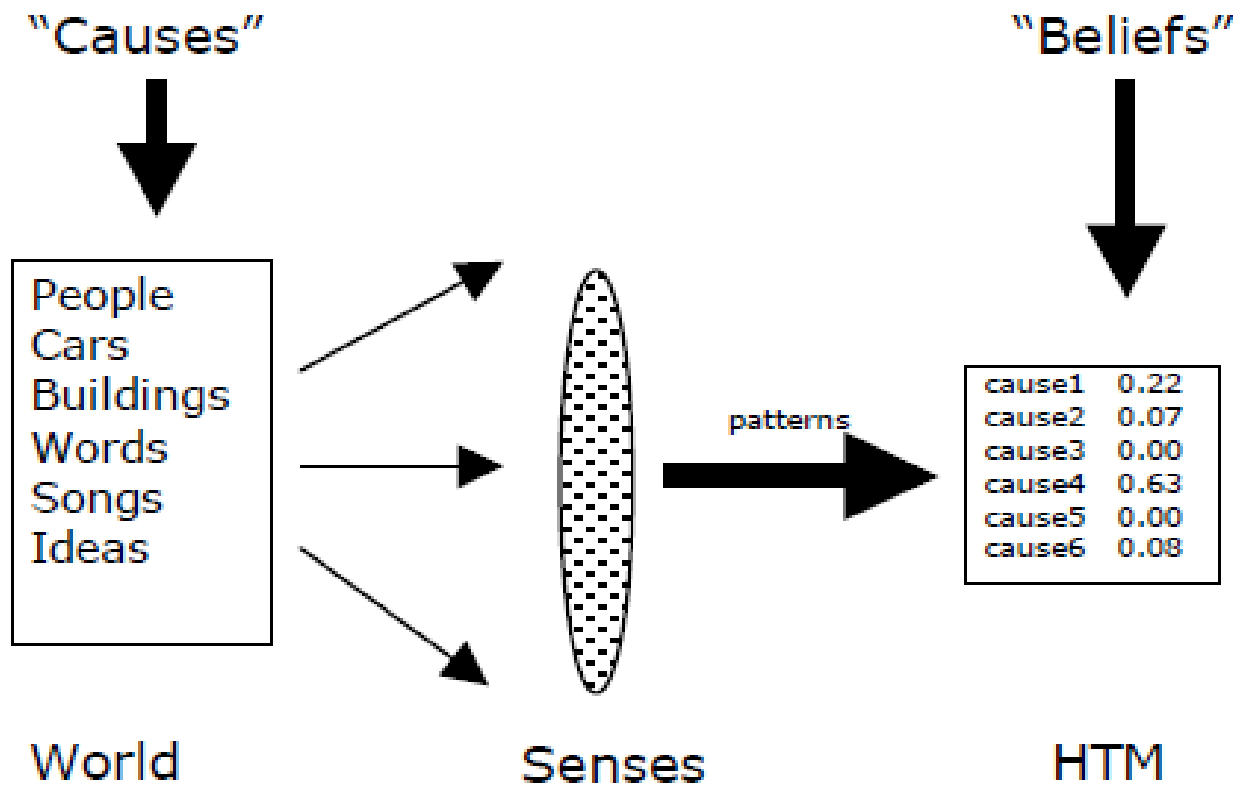 “Causes”
“Beliefs”
People
Cars
Buildings
Words
Songs
Ideas
patterns
cause1 0.22
cause2 0.07
cause3 0.00
cause4 0.63
cause5 0.00
cause6 0.08
World
Senses
HTM